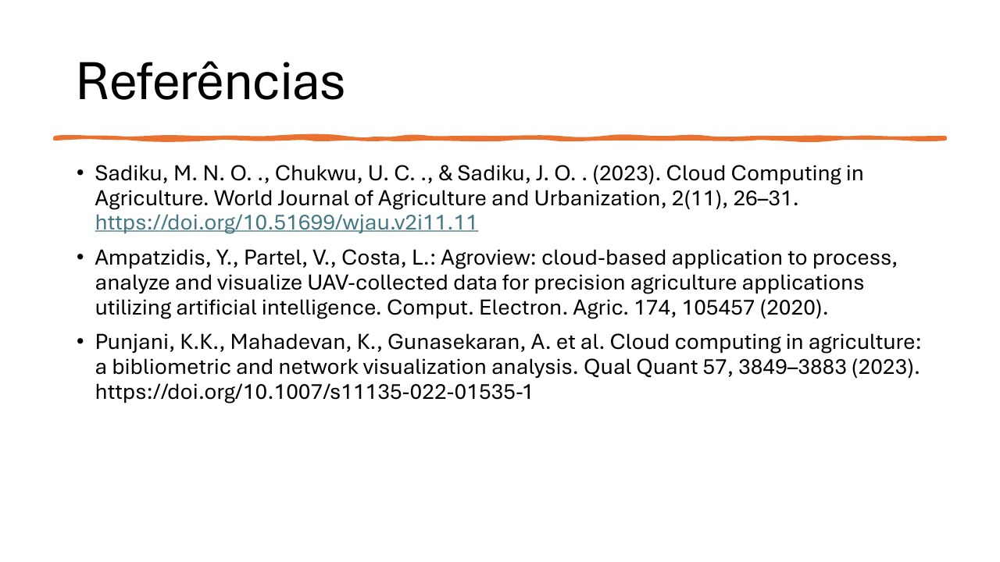 Referências
• Sadiku, M. N. O. ., Chukwu, U. C. ., & Sadiku, J. O. . (2023). Cloud Computing in
Agriculture. World Journal of Agriculture and Urbanization, 2(11), 26–31.
https://doi.org/10.51699/wjau.v2i11.11
• Ampatzidis, Y., Partel, V., Costa, L.: Agroview: cloud-based application to process,
analyze and visualize UAV-collected data for precision agriculture applications
utilizing artificial intelligence. Comput. Electron. Agric. 174, 105457 (2020).
• Punjani, K.K., Mahadevan, K., Gunasekaran, A. et al. Cloud computing in agriculture:
a bibliometric and network visualization analysis. Qual Quant 57, 3849–3883 (2023).
https://doi.org/10.1007/s11135-022-01535-1